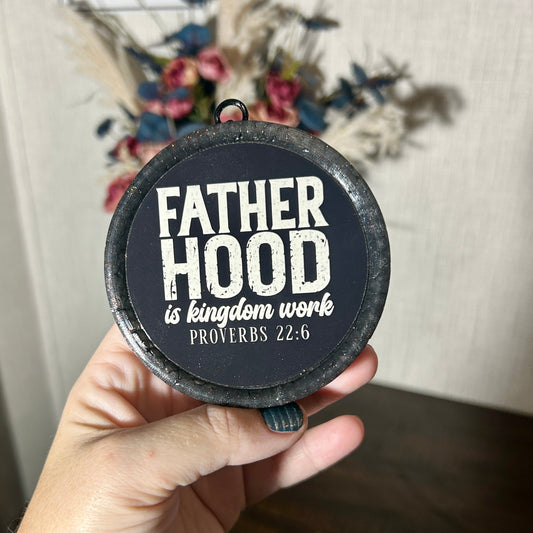 FATHER
HOOD
is kingdom work
PROVERBS 22:6